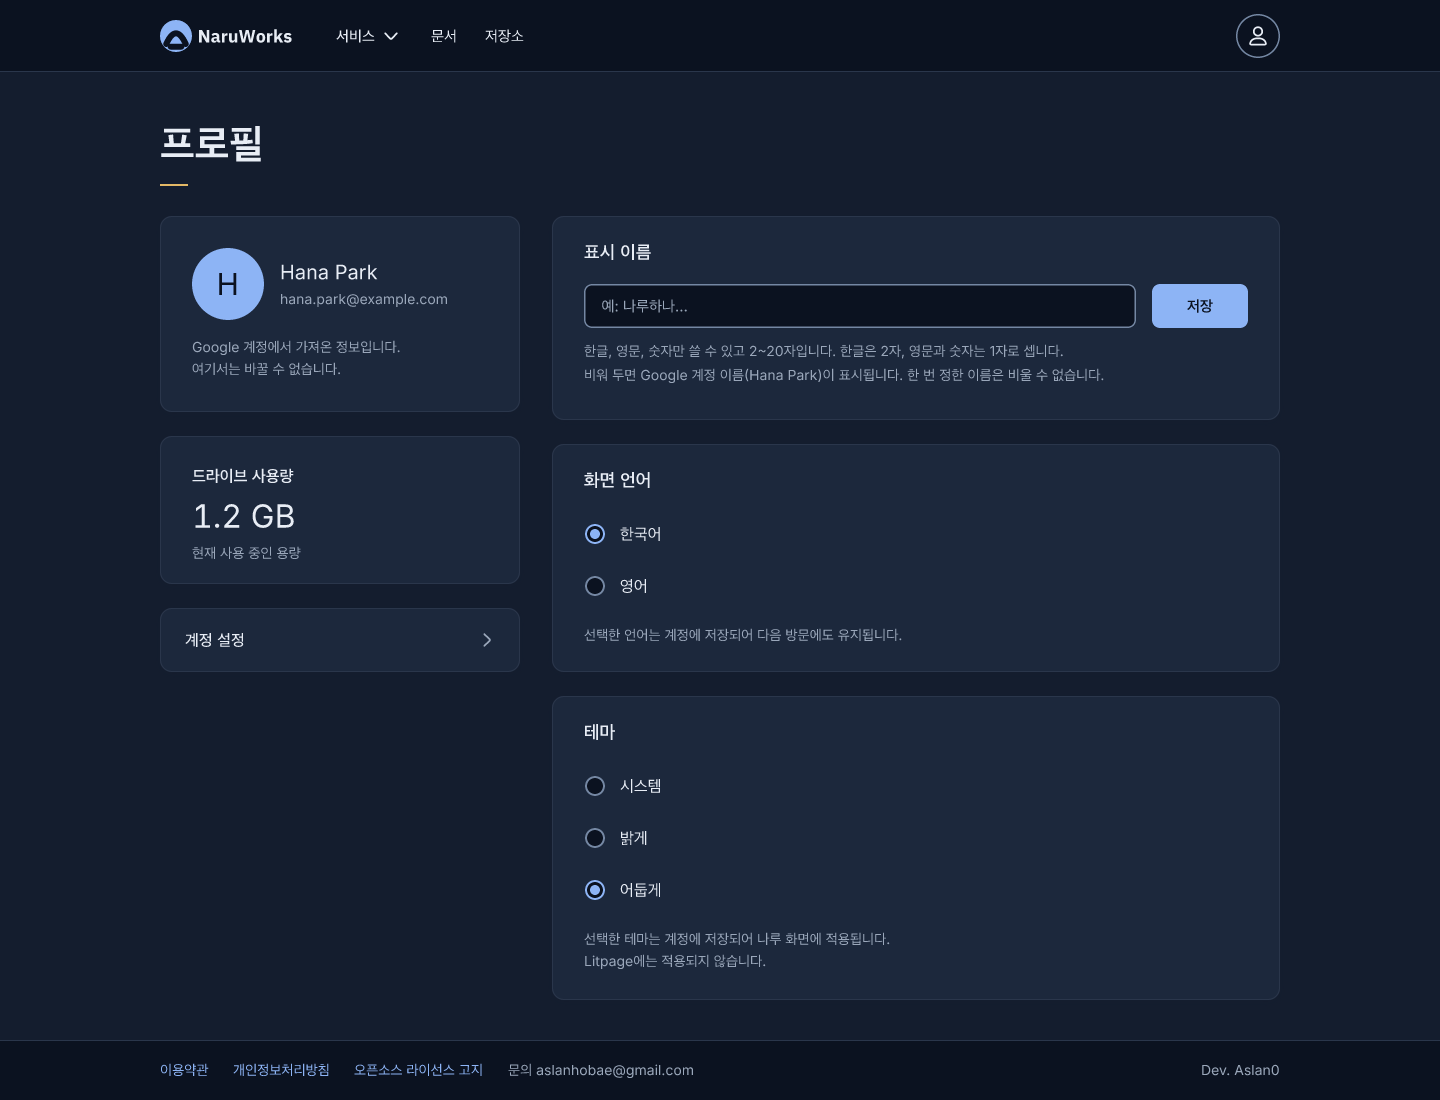 NaruWorks
서비스
문서
저장소
프로필
H
Hana Park
hana.park@example.com
Google 계정에서 가져온 정보입니다.
여기서는 바꿀 수 없습니다.
드라이브 사용량
1.2 GB
현재 사용 중인 용량
계정 설정
표시 이름
예: 나루하나...
저장
한글, 영문, 숫자만 쓸 수 있고 2~20자입니다. 한글은 2자, 영문과 숫자는 1자로 셉니다.
비워 두면 Google 계정 이름(Hana Park)이 표시됩니다. 한 번 정한 이름은 비울 수 없습니다.
화면 언어
한국어
영어
선택한 언어는 계정에 저장되어 다음 방문에도 유지됩니다.
테마
시스템
밝게
어둡게
선택한 테마는 계정에 저장되어 나루 화면에 적용됩니다.
Litpage에는 적용되지 않습니다.
이용약관
개인정보처리방침
오픈소스 라이선스 고지
문의 aslanhobae@gmail.com
Dev. Aslan0